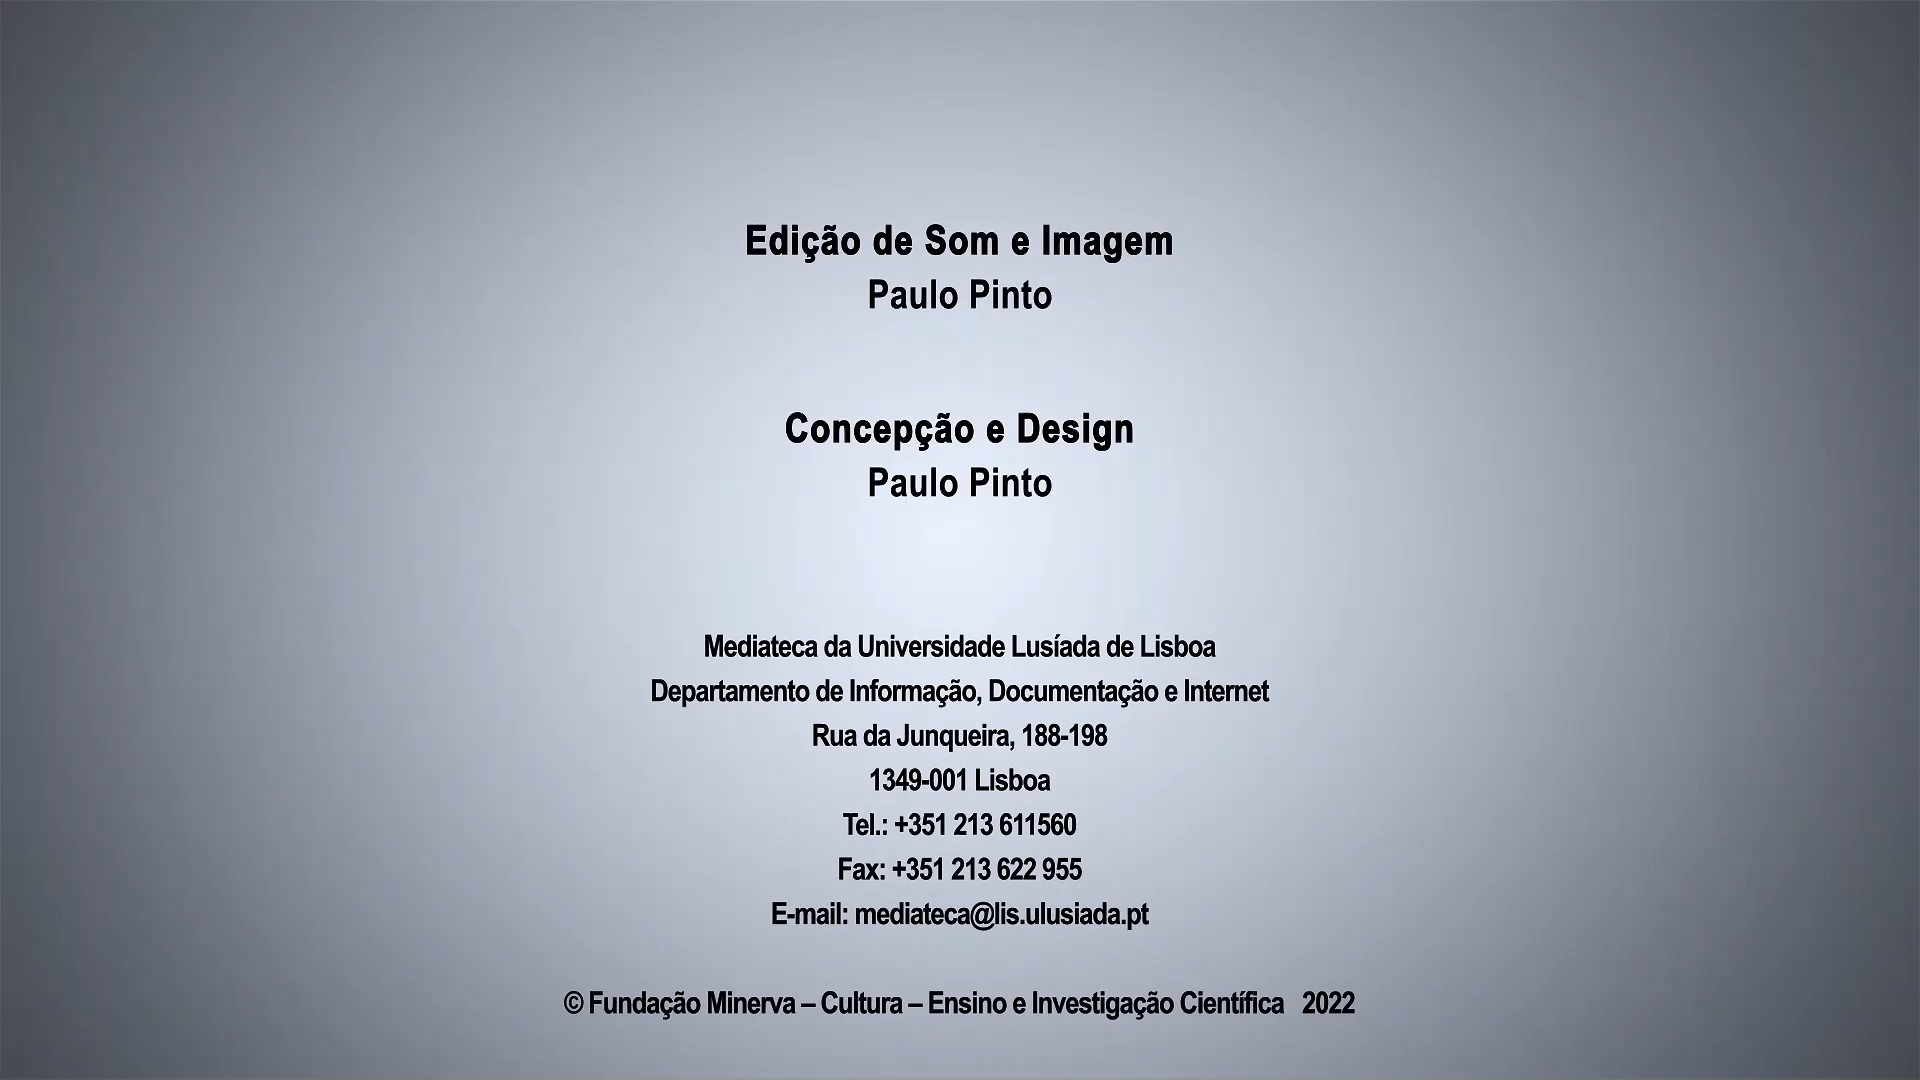 Edição de Som e Imagem
Paulo Pinto
Concepção e Design
Paulo Pinto
Mediateca da Universidade Lusíada de Lisboa
Departamento de Informação, Documentação e Internet
Rua da Junqueira, 188-198
1349-001 Lisboa
Tel.: +351 213 611560
Fax: +351 213 622 955
E-mail: mediateca@lis.ulusiada.pt
© Fundação Minerva – Cultura – Ensino e Investigação Científica 2022